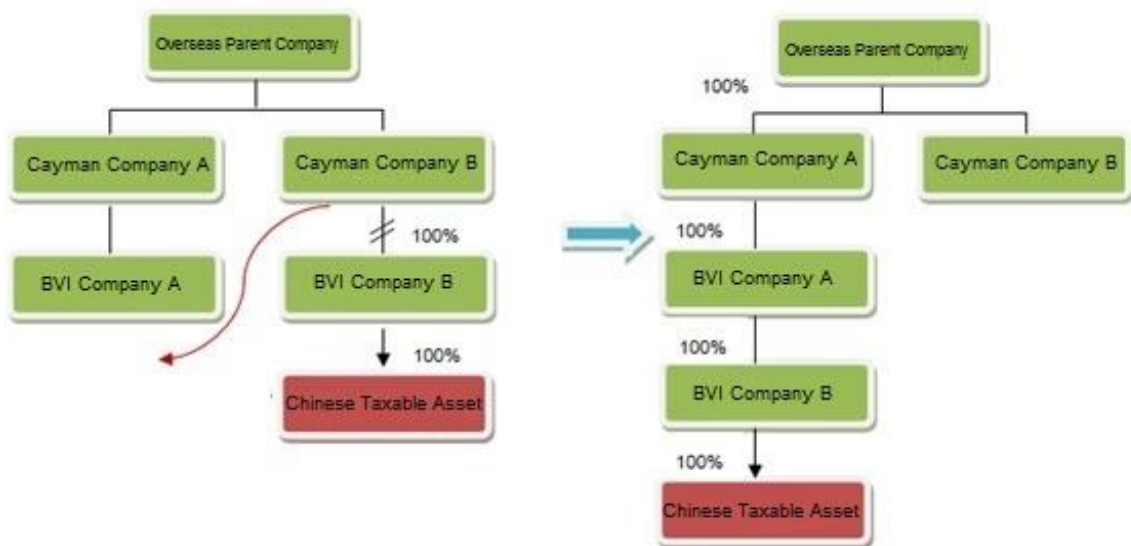 Overseas Parent Company
Cayman Company A
Cayman Company B
100%
BVI Company A
BVI Company B
100%
Chinese Taxable Asset
Overseas Parent Company
100%
Cayman Company A
Cayman Company B
100%
BVI Company A
100%
BVI Company B
100%
Chinese Taxable Asset